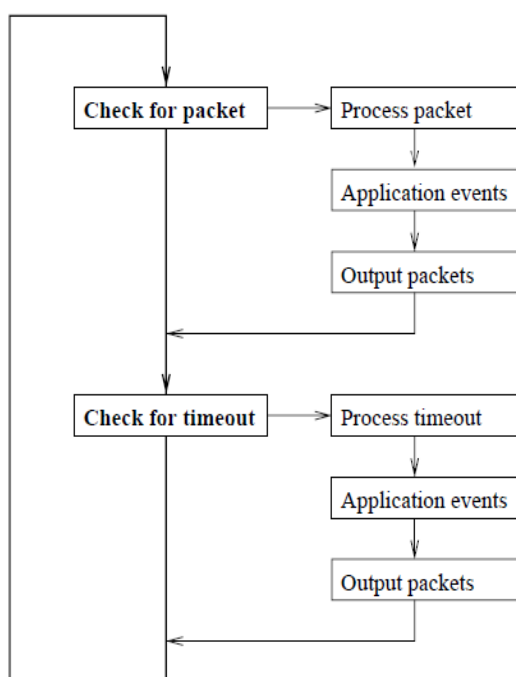 Check for packet
Process packet
Application events
Output packets
Check for timeout
Process timeout
Application events
Output packets